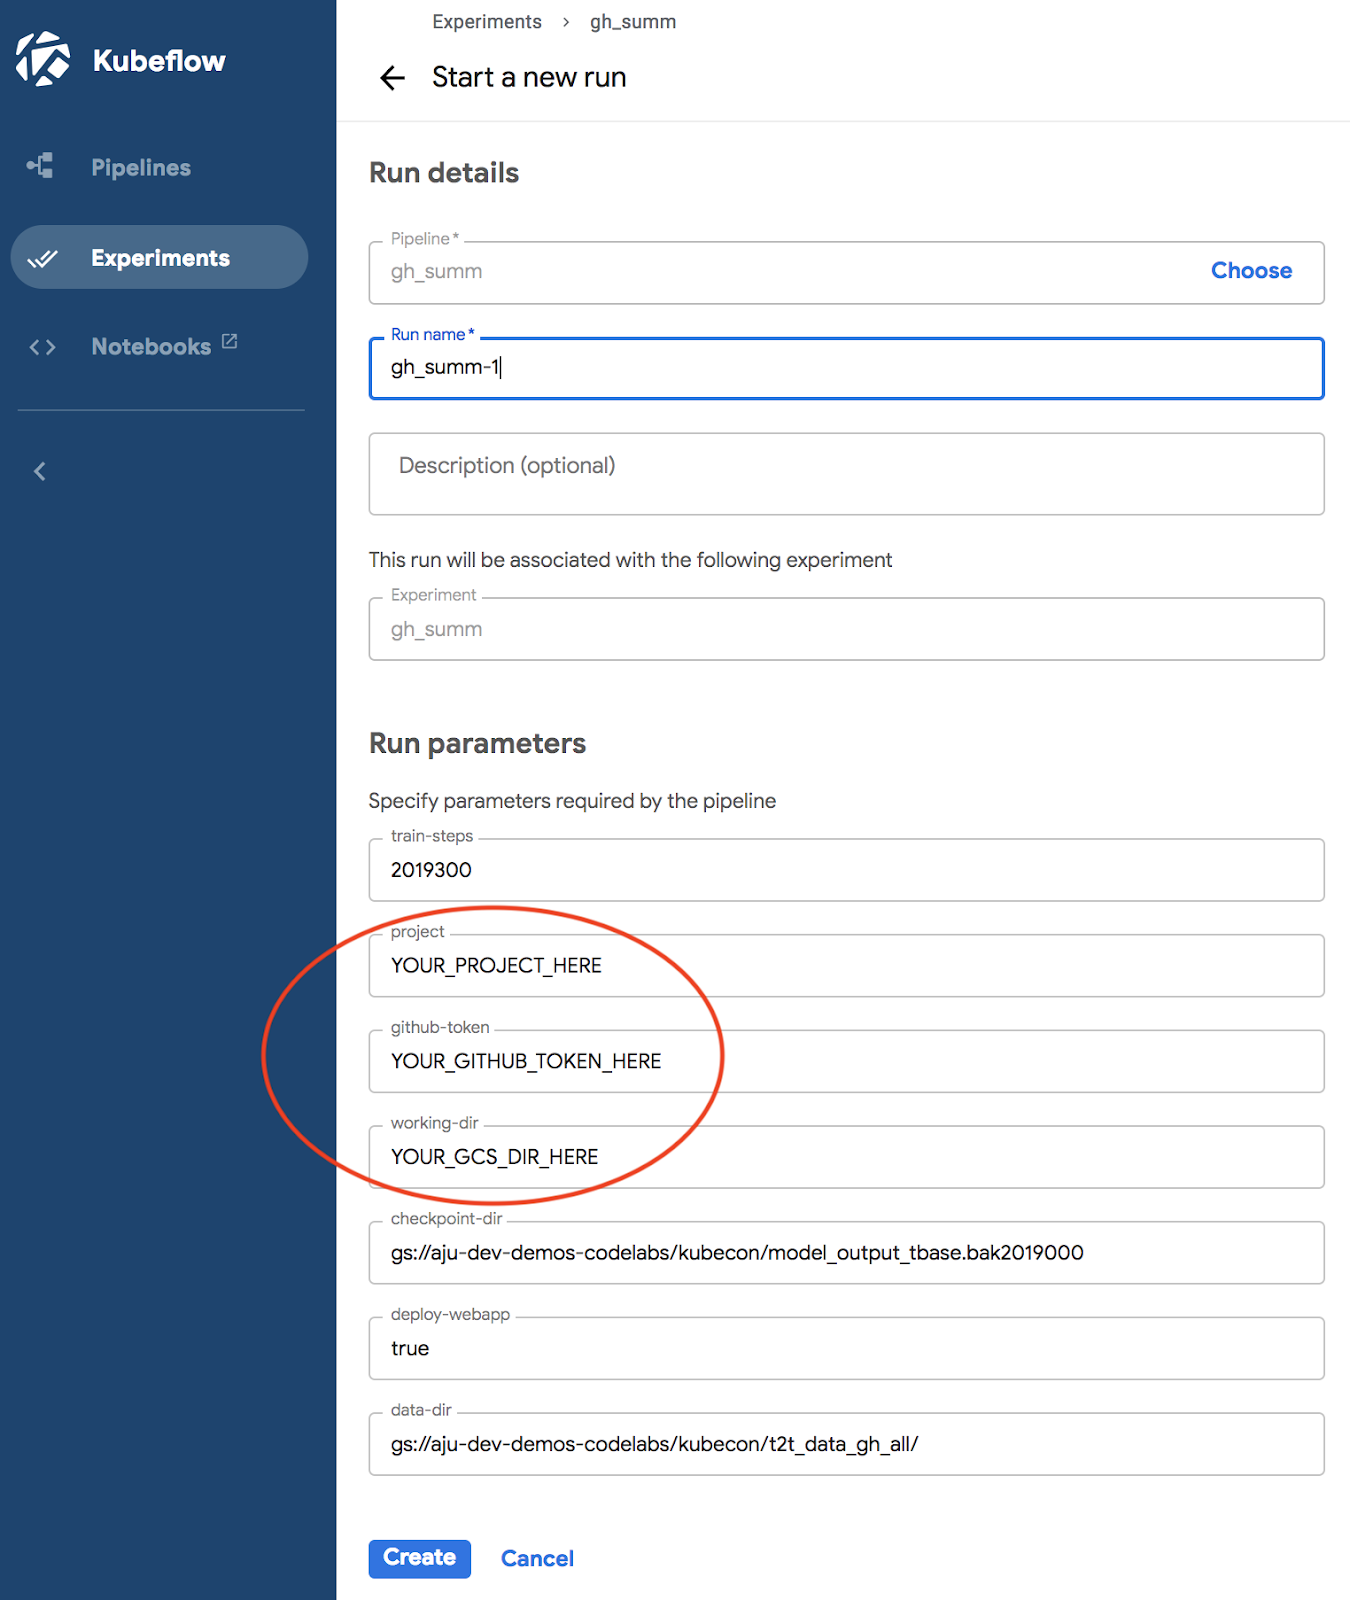 Kubeflow
Pipelines
Experiments
Notebooks
Experiments > gh_summ
Start a new run
Run details
Pipeline*
gh_summ
Choose
Run name*
gh_summ-1
Description (optional)
This run will be associated with the following experiment
Experiment
gh_summ
Run parameters
Specify parameters required by the pipeline
train-steps
2019300
project
YOUR_PROJECT_HERE
github-token
YOUR_GITHUB_TOKEN_HERE
working-dir
YOUR_GCS_DIR_HERE
checkpoint-dir
gs://aju-dev-demos-codelabs/kubecon/model_output_tbase.bak2019000
deploy-webapp
true
data-dir
gs://aju-dev-demos-codelabs/kubecon/t2t_data_gh_all/
Create
Cancel